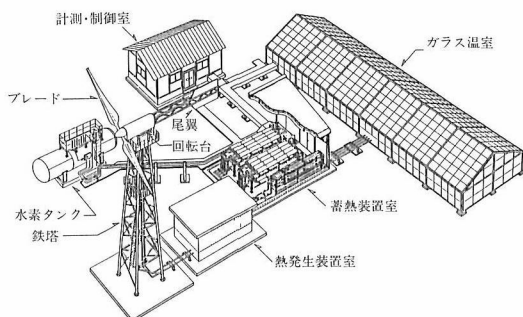 計測・制御室
ガラス温室
ブレード
尾翼
回転台
水素タンク
鉄塔
蓄熱装置室
熱発生装置室